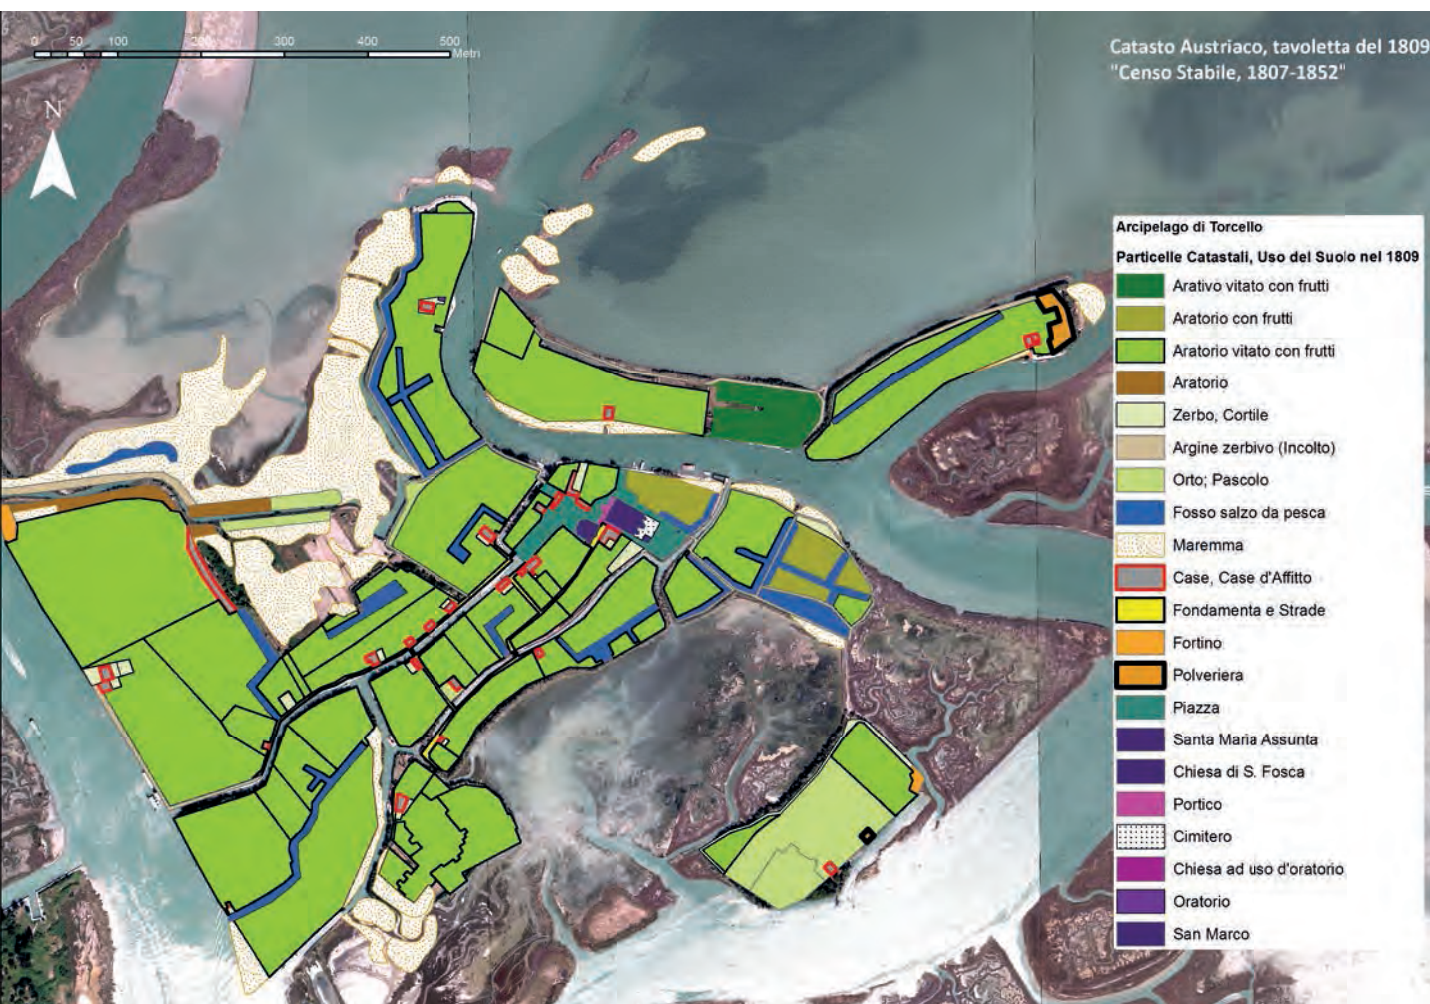 0 50 100 200 300 400 500
Metri
Catasto Austriaco, tavoletta del 1809
"Censo Stabile, 1807-1852"
N
Arcipelago di Torcello
Particelle Catastali, Uso del Suolo nel 1809
Arativo vitato con frutti
Aratorio con frutti
Aratorio vitato con frutti
Aratorio
Zerbo, Cortile
Argine zerbivo (Incolto)
Orto; Pascolo
Fosso salzo da pesca
Maremma
Case, Case d'Affitto
Fondamenta e Strade
Fortino
Polveriera
Piazza
Santa Maria Assunta
Chiesa di S. Fosca
Portico
Cimitero
Chiesa ad uso d'oratorio
Oratorio
San Marco